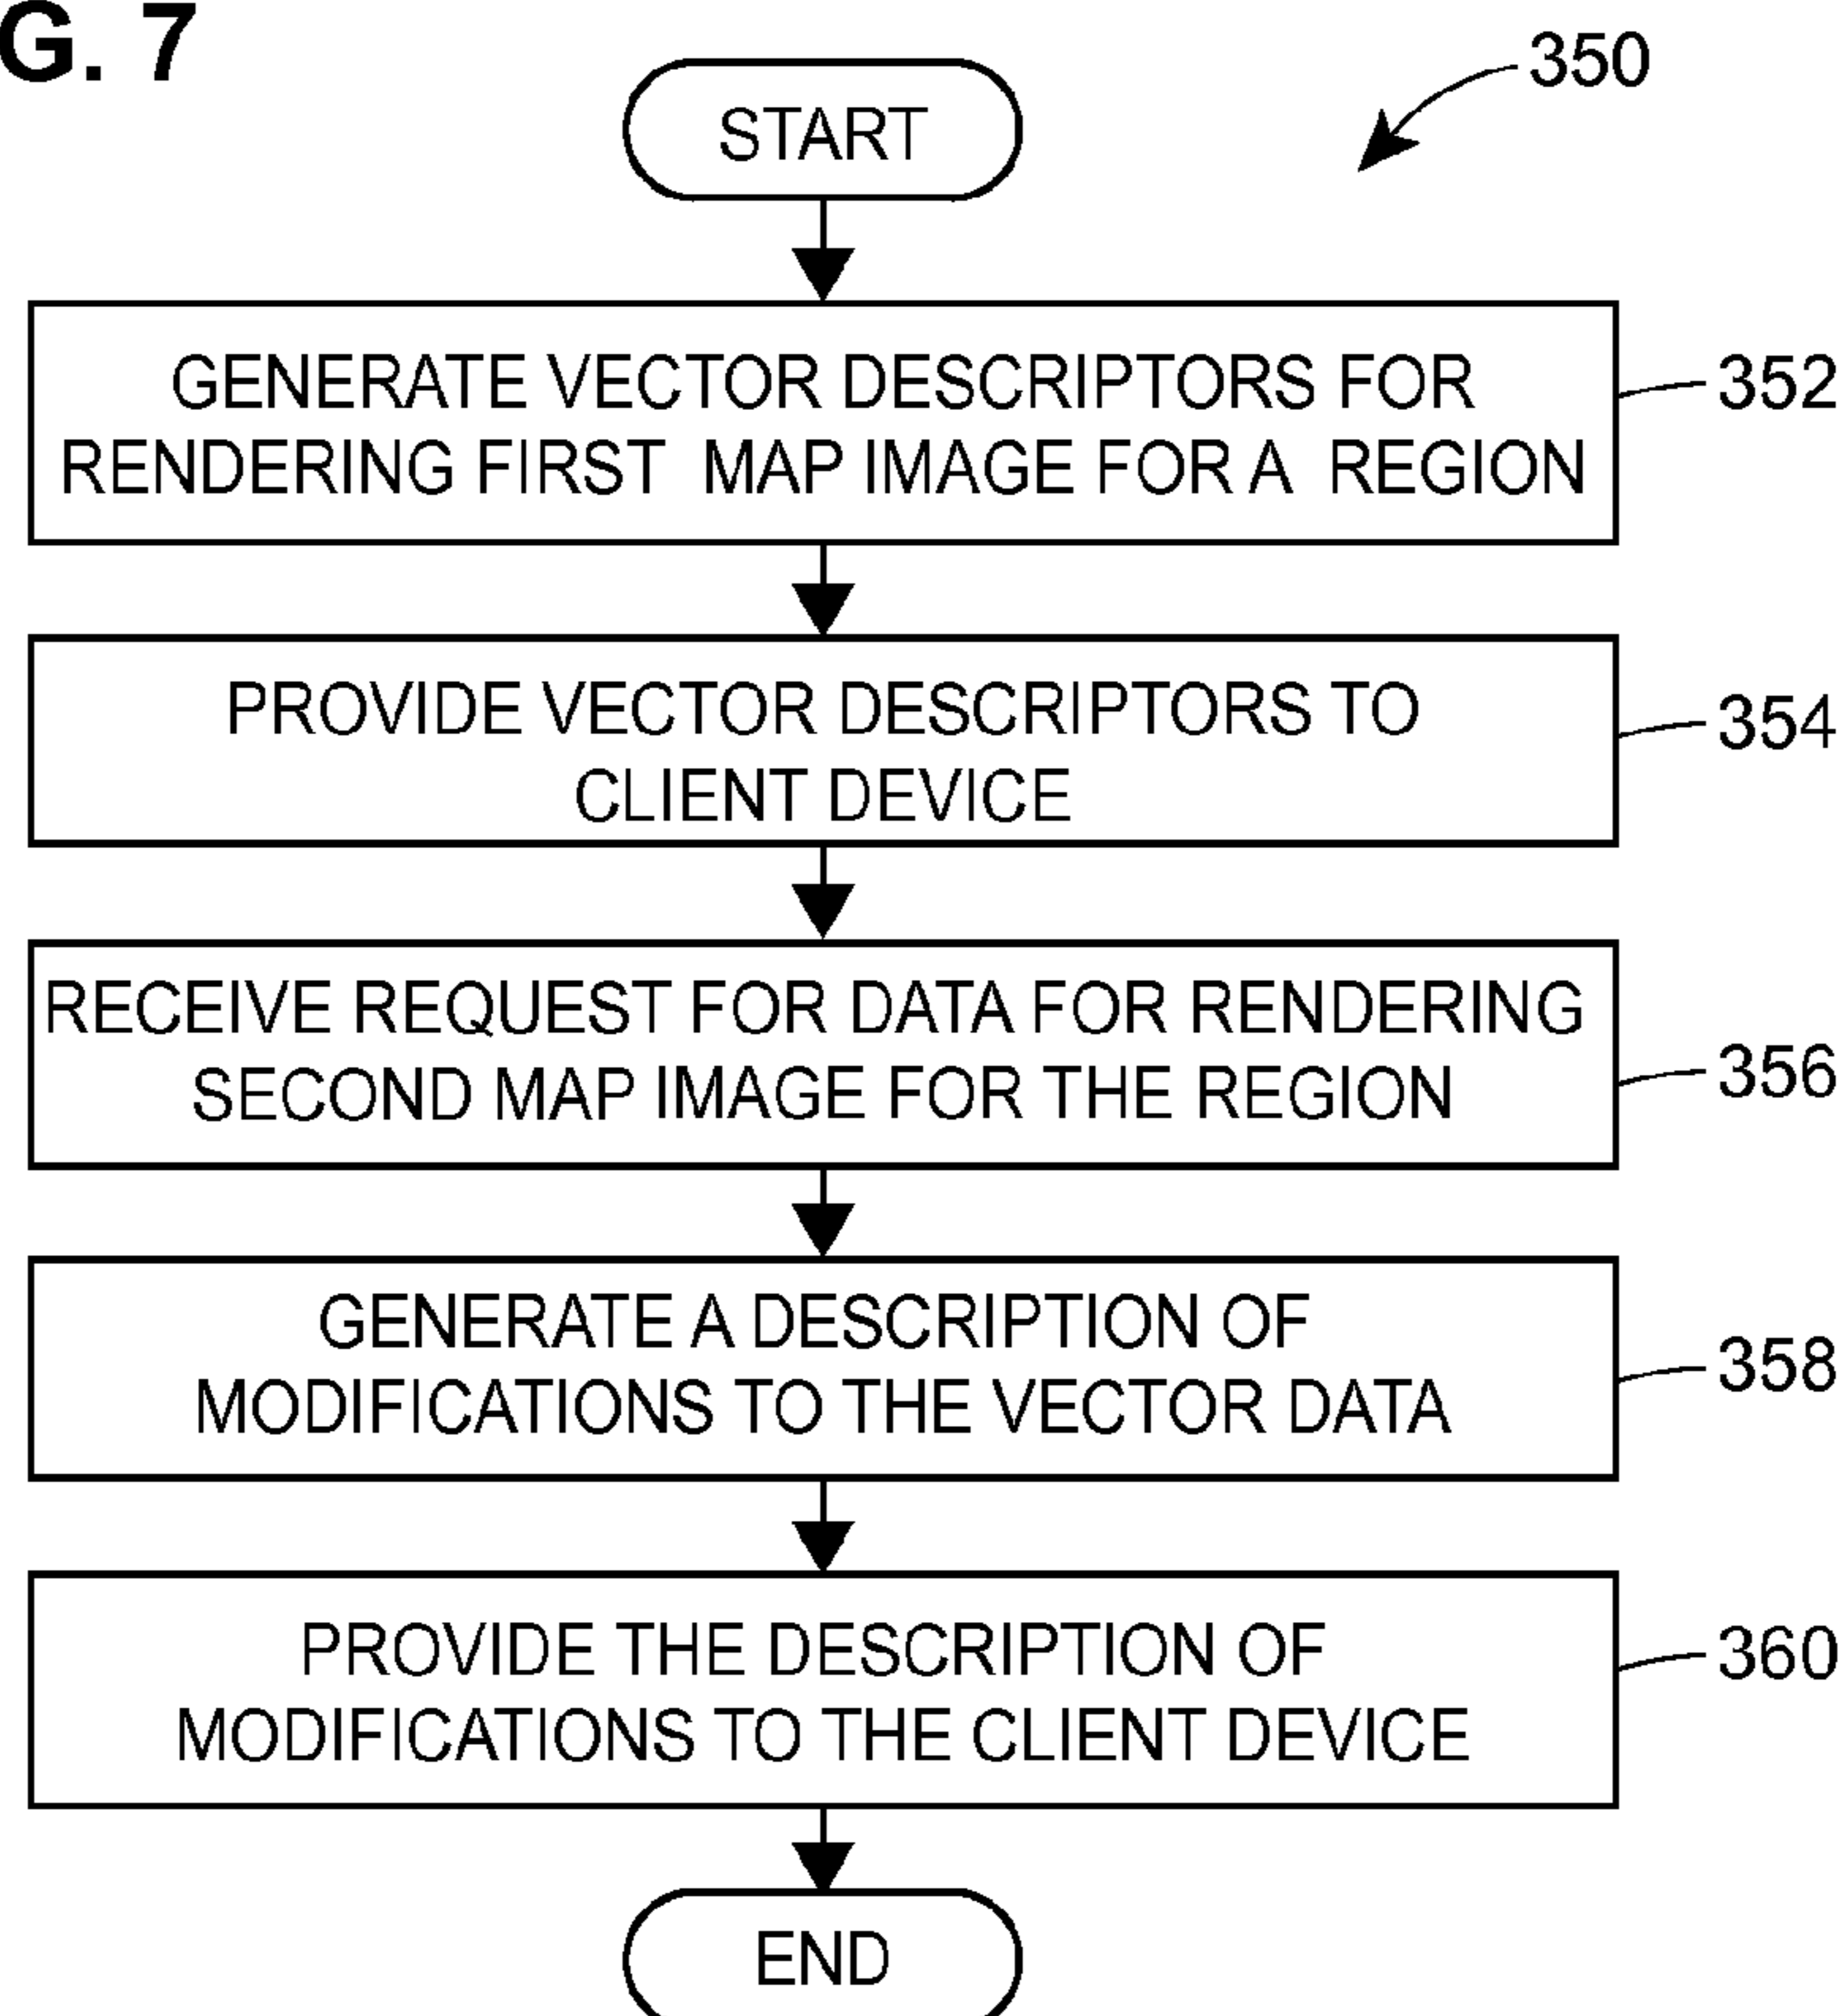 G. 7
350
START
GENERATE VECTOR DESCRIPTORS FOR
RENDERING FIRST MAP IMAGE FOR A REGION
352
PROVIDE VECTOR DESCRIPTORS TO
CLIENT DEVICE
354
RECEIVE REQUEST FOR DATA FOR RENDERING
SECOND MAP IMAGE FOR THE REGION
356
GENERATE A DESCRIPTION OF
MODIFICATIONS TO THE VECTOR DATA
358
PROVIDE THE DESCRIPTION OF
MODIFICATIONS TO THE CLIENT DEVICE
360
END